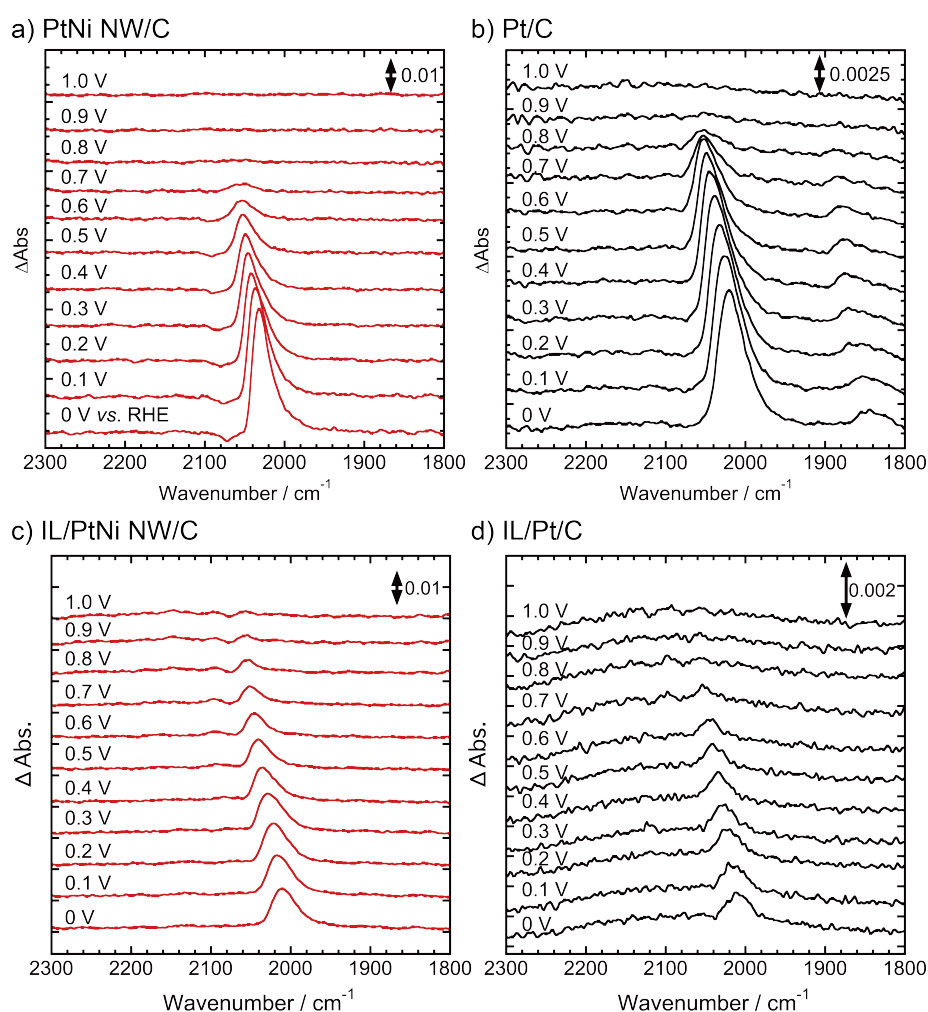 a) PtNi NW/C
0.01
1.0 V
0.9 V
0.8 V
0.7 V
0.6 V
0.5 V
0.4 V
0.3 V
0.2 V
0.1 V
0 V vs. RHE
ΔAbs
2300 2200 2100 2000 1900 1800
Wavenumber / cm-1
b) Pt/C
0.0025
1.0 V
0.9 V
0.8 V
0.7 V
0.6 V
0.5 V
0.4 V
0.3 V
0.2 V
0.1 V
0 V
ΔAbs
2300 2200 2100 2000 1900 1800
Wavenumber / cm-1
c) IL/PtNi NW/C
0.01
1.0 V
0.9 V
0.8 V
0.7 V
0.6 V
0.5 V
0.4 V
0.3 V
0.2 V
0.1 V
0 V
Δ Abs.
2300 2200 2100 2000 1900 1800
Wavenumber / cm-1
d) IL/Pt/C
0.002
1.0 V
0.9 V
0.8 V
0.7 V
0.6 V
0.5 V
0.4 V
0.3 V
0.2 V
0.1 V
0 V
Δ Abs.
2300 2200 2100 2000 1900 1800
Wavenumber / cm-1